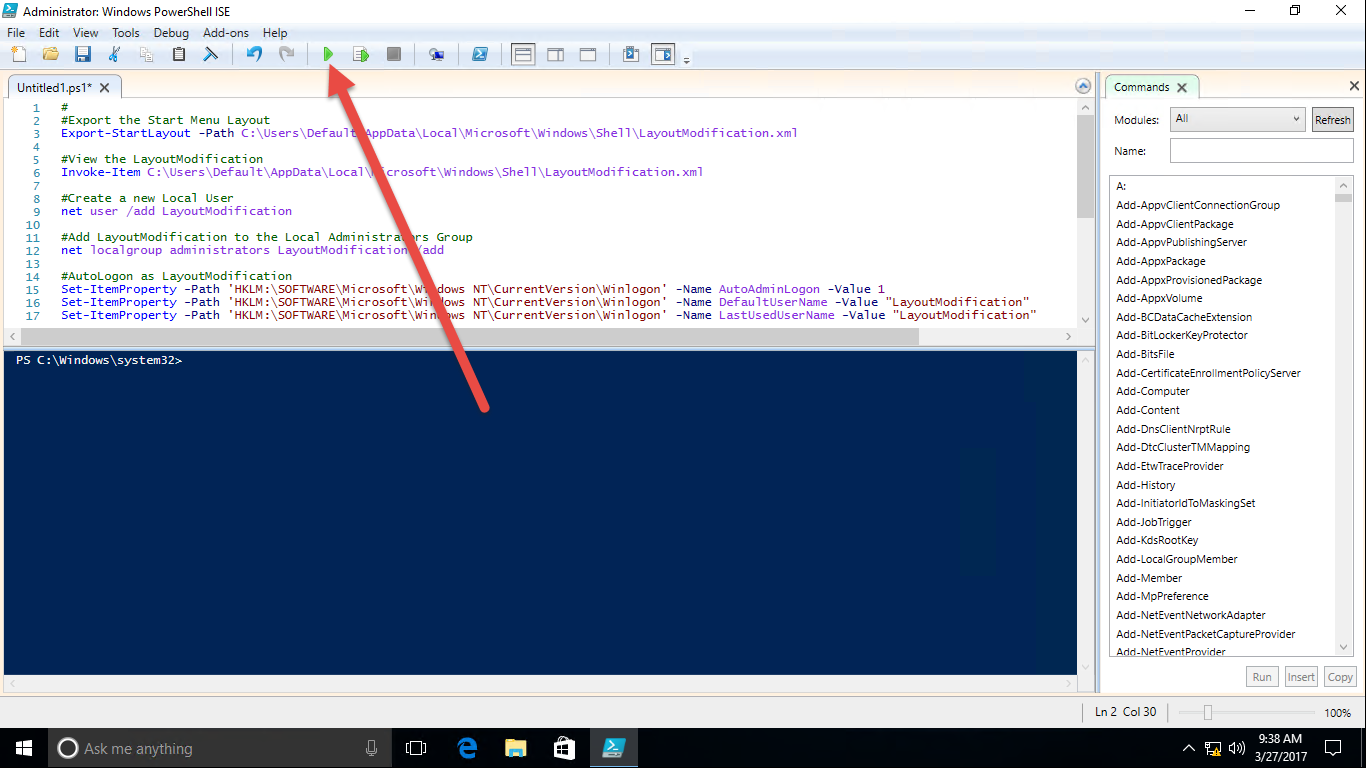 Administrator: Windows PowerShell ISE
File Edit View Tools Debug Add-ons Help
Untitled1.ps1*
1 #
2 #Export the Start Menu Layout
3 Export-StartLayout -Path C:\Users\Default\AppData\Local\Microsoft\Windows\Shell\LayoutModification.xml
4
5 #View the LayoutModification
6 Invoke-Item C:\Users\Default\AppData\Local\Microsoft\Windows\Shell\LayoutModification.xml
7
8 #Create a new Local User
9 net user /add LayoutModification
10
11 #Add LayoutModification to the Local Administrators Group
12 net localgroup administrators LayoutModification /add
13
14 #AutoLogon as LayoutModification
15 Set-ItemProperty -Path 'HKLM:\SOFTWARE\Microsoft\Windows NT\CurrentVersion\Winlogon' -Name AutoAdminLogon -Value 1
16 Set-ItemProperty -Path 'HKLM:\SOFTWARE\Microsoft\Windows NT\CurrentVersion\Winlogon' -Name DefaultUserName -Value "LayoutModification"
17 Set-ItemProperty -Path 'HKLM:\SOFTWARE\Microsoft\Windows NT\CurrentVersion\Winlogon' -Name LastUsedUserName -Value "LayoutModification"
PS C:\Windows\system32>
Commands
Modules: All Refresh
Name:
A:
Add-AppvClientConnectionGroup
Add-AppvClientPackage
Add-AppvPublishingServer
Add-AppxPackage
Add-AppxProvisionedPackage
Add-AppxVolume
Add-BCDataCacheExtension
Add-BitLockerKeyProtector
Add-BitsFile
Add-CertificateEnrollmentPolicyServer
Add-Computer
Add-Content
Add-DnsClientNrptRule
Add-DtcClusterTMMapping
Add-EtwTraceProvider
Add-History
Add-InitiatorIdToMaskingSet
Add-JobTrigger
Add-KdsRootKey
Add-LocalGroupMember
Add-Member
Add-MpPreference
Add-NetEventNetworkAdapter
Add-NetEventPacketCaptureProvider
Add-NetEventProvider
Run Insert Copy
Ln 2 Col 30 100%
Ask me anything
9:38 AM
3/27/2017